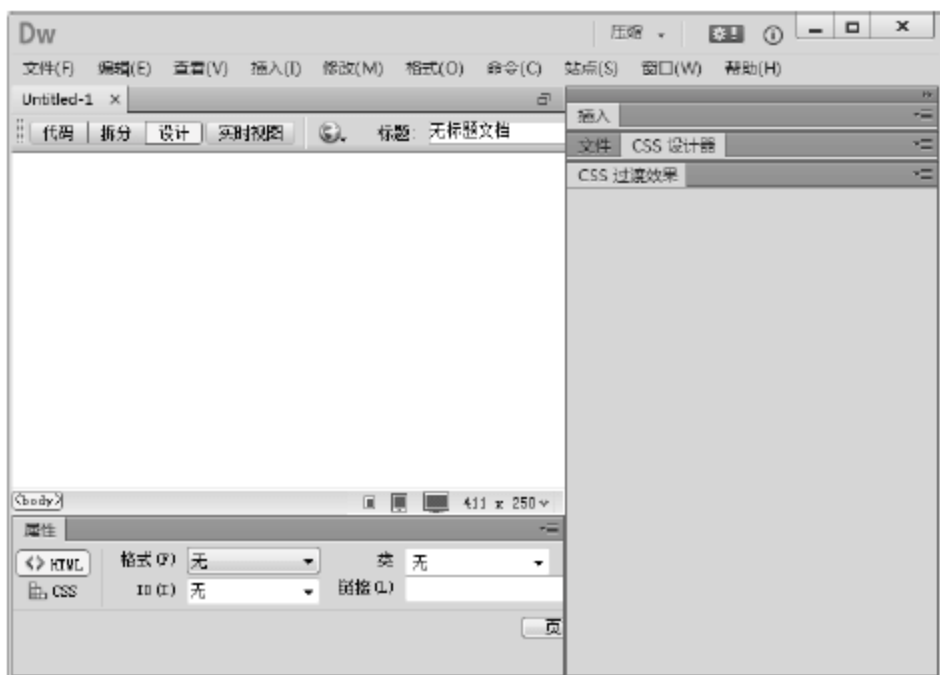 Dw 压缩
文件(F) 编辑(E) 查看(V) 插入(I) 修改(M) 格式(O) 命令(C) 站点(S) 窗口(W) 帮助(H)
Untitled-1 ×
代码 拆分 设计 实时视图 标题: 无标题文档
插入
文件 CSS 设计器
CSS 过渡效果
<body> 411 x 250
属性
<> HTML 格式(F) 无 类 无
CSS ID(I) 无 链接(L)
页